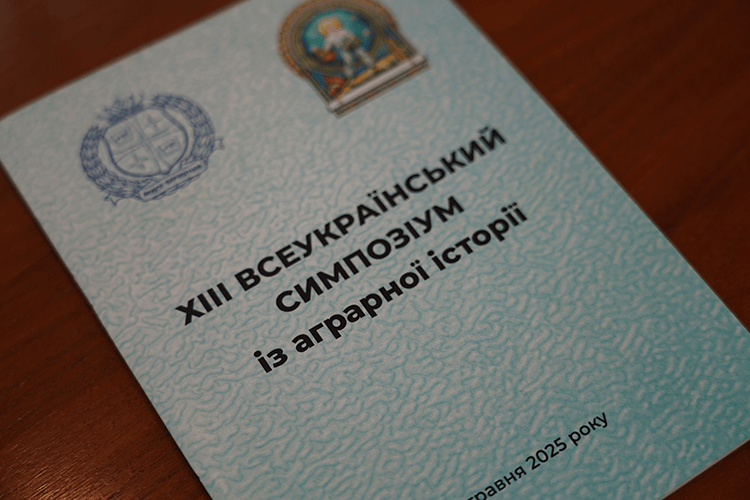 XIII ВСЕУКРАЇНСЬКИЙ
СИМПОЗІУМ
із аграрної історії
травня 2025 року